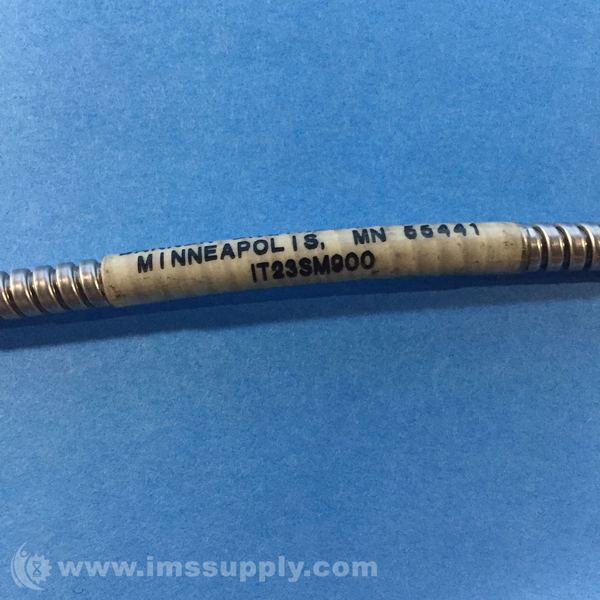 MINNEAPOLIS, MN 55441
IT23SM900
www.imssupply.com